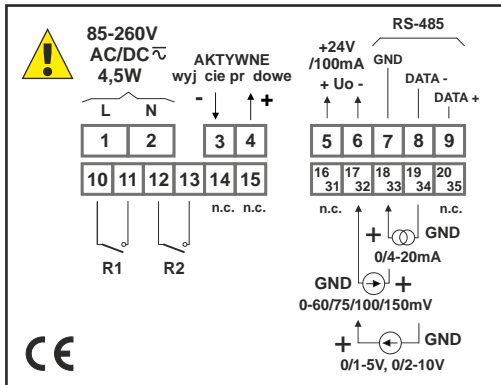 85-260V
AC/DC
4,5W
L N
AKTYWNE
wyj cie pr dowe
- +
+24V
/100mA
+ Uo -
RS-485
GND
DATA -
DATA +
1 2 3 4 5 6 7 8 9
10 11 12 13 14 15 16 31 17 32 18 33 19 34 20 35
n.c. n.c. n.c. n.c.
R1 R2
+ GND
0/4-20mA
GND +
0-60/75/100/150mV
+ GND
0/1-5V, 0/2-10V
CE